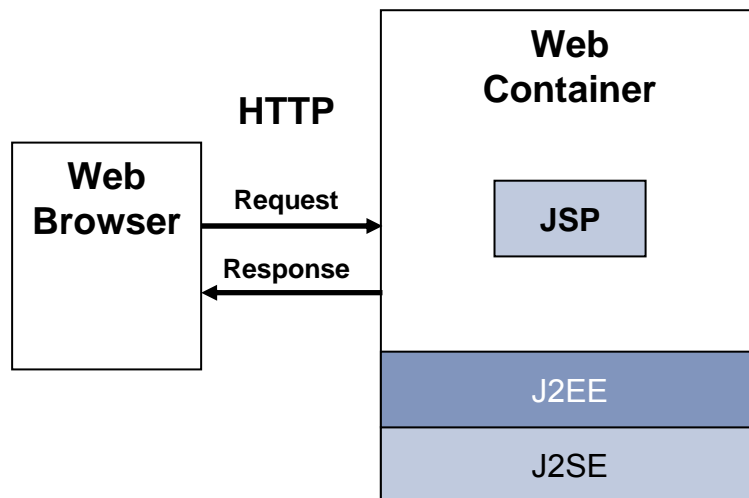 Web
Container
HTTP
Web
Browser
Request
JSP
Response
J2EE
J2SE